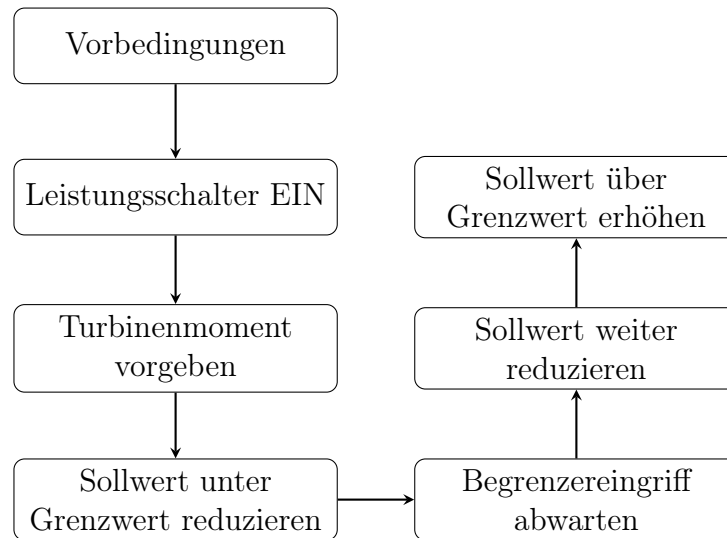 Vorbedingungen
Leistungsschalter EIN
Turbinenmoment
vorgeben
Sollwert unter
Grenzwert reduzieren
Begrenzereingriff
abwarten
Sollwert weiter
reduzieren
Sollwert über
Grenzwert erhöhen